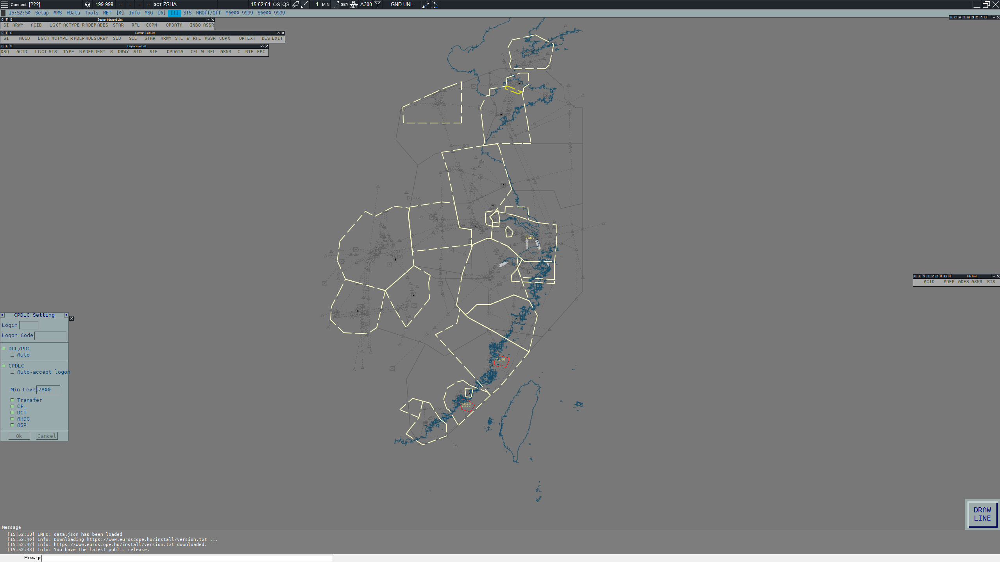 Connect [???] 199.998 - - - - SCT ZSHA 15:52:51 OS QS 1 MIN SBY FL ALT A300 GND-UNL
15:52:50 Setup AMS FData Tools MET [0] Info MSG [0] [1] STS RROff/Off M0000-9999 S0000-9999
F C A T G S O * U
0 F S Sector Inbound List
SI ARWY ACID LGCT ACTYPE R ADEP ADES STAR RFL COPN OPDATA INBO ASSR
0 F S Sector Exit List
SI ACID LGCT ACTYPE R ADEP ADES DRWY SID SIE STAR ARWY STE W RFL ASSR COPX OPTEXT DES EXIT
0 F S Departure List
DSQ ACID LGCT STS TYPE R ADEP DEST S DRWY SID SIE OPDATA CFL W RFL ASSR C RTE FPC
0 F S I V C U O N FP List
ACID ADEP ADES ASSR STS
CPDLC Setting
Login
Logon Code
DCL/PDC
Auto
CPDLC
Auto-accept logon
Min Level 7800
Transfer
CFL
DCT
AHDG
ASP
Ok Cancel
6840
DRAW
LINE
Message
[15:52:18] INFO: data.json has been loaded
[15:52:40] Info: Downloading https://www.euroscope.hu/install/version.txt ...
[15:52:42] Info: https://www.euroscope.hu/install/version.txt downloaded.
[15:52:43] Info: You have the latest public release.
Message